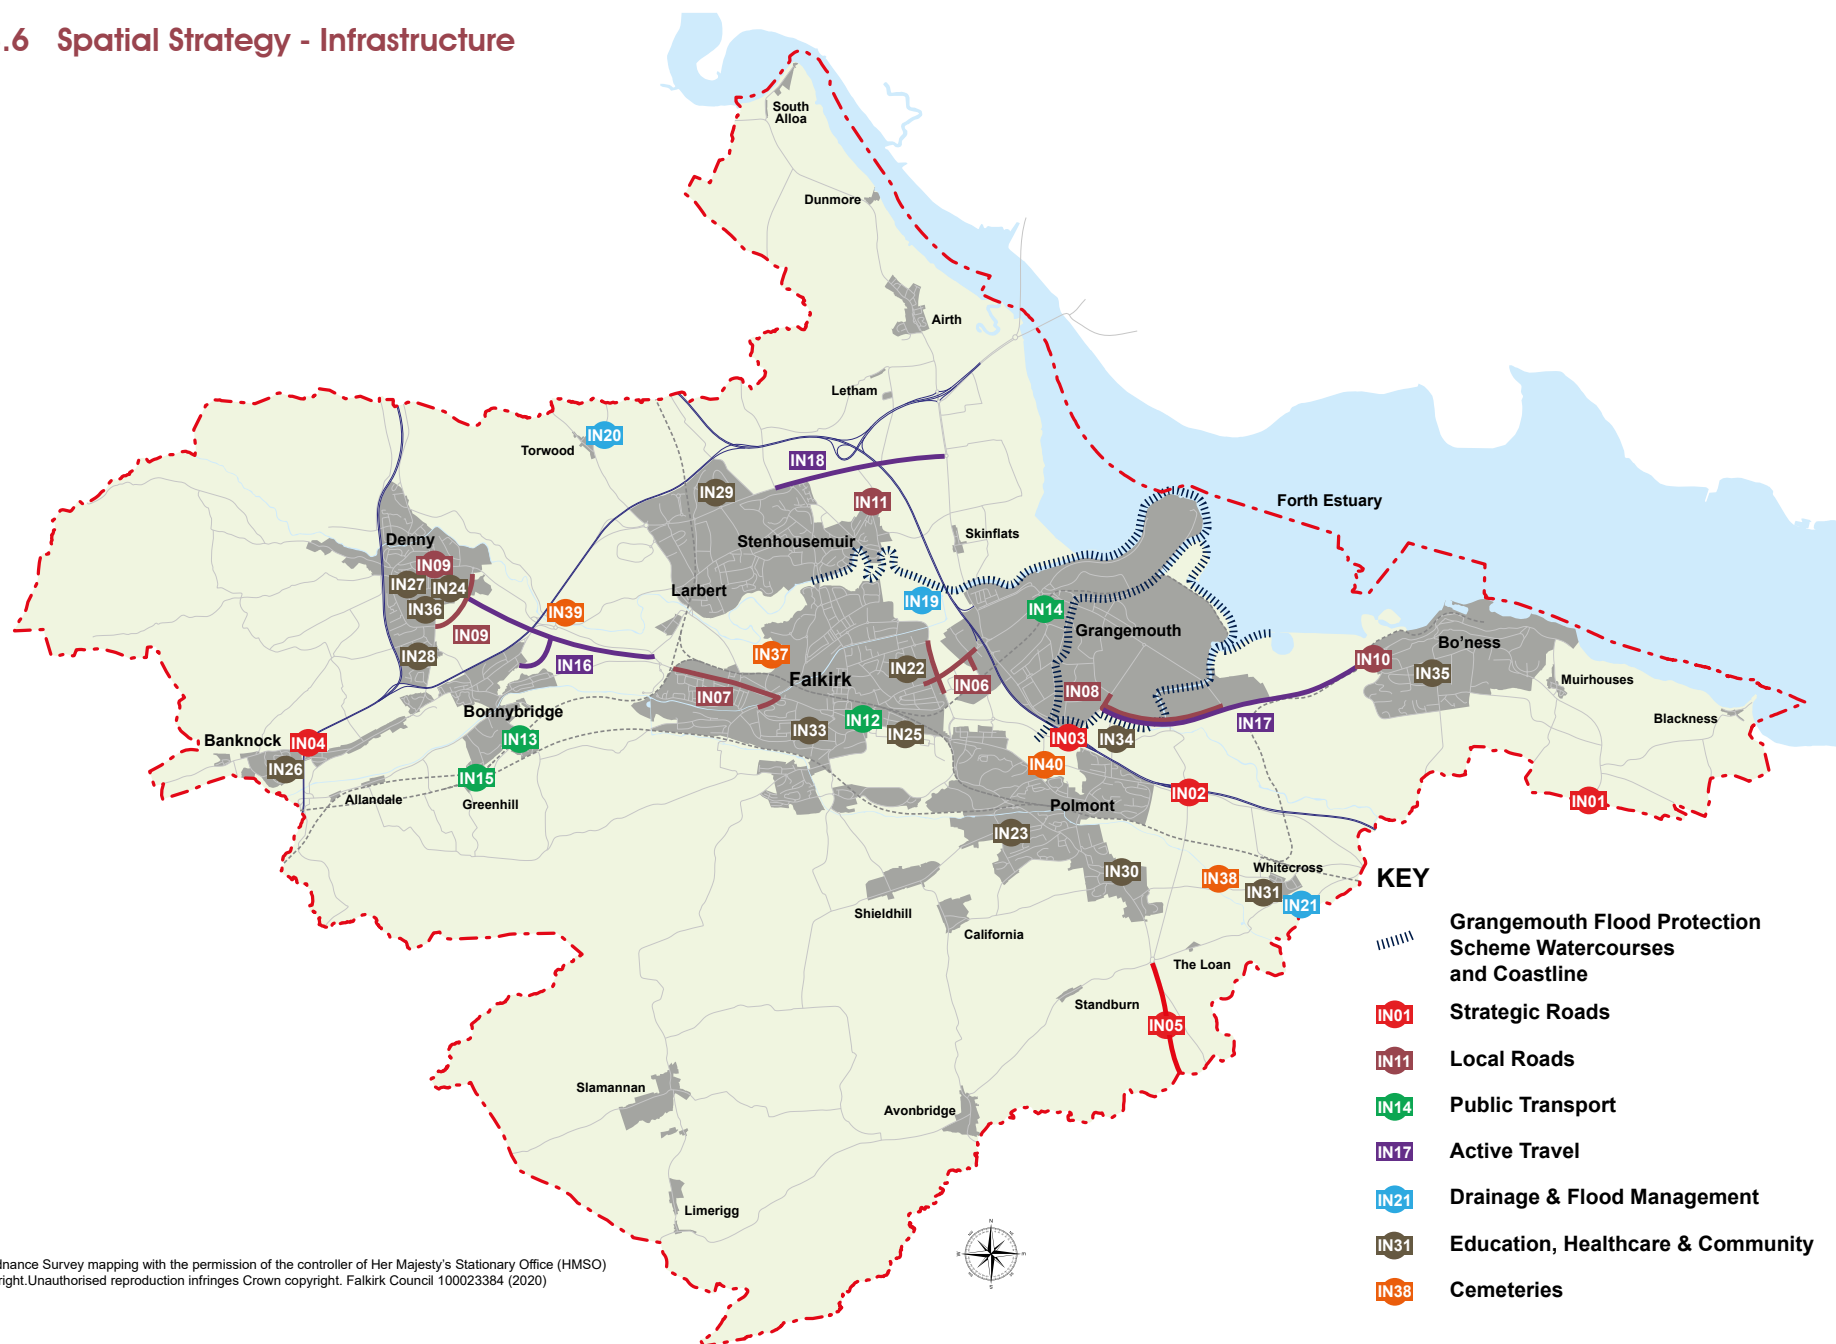 .6 Spatial Strategy - Infrastructure
South
Alloa
Dunmore
Airth
Letham
Torwood
IN20
IN18
IN29
IN11
Forth Estuary
Denny
Stenhousemuir
Skinflats
IN09
IN27
IN24
IN36
Larbert
IN19
IN14
IN39
IN09
Grangemouth
Bo'ness
IN28
IN16
IN37
IN22
IN10
IN35
Falkirk
IN06
Muirhouses
IN07
IN08
Bonnybridge
IN12
IN17
Blackness
Banknock
IN04
IN13
IN33
IN25
IN03
IN34
IN26
IN15
IN40
Allandale
Greenhill
Polmont
IN02
IN01
IN23
IN30
Whitecross
IN38
IN31
IN21
Shieldhill
California
The Loan
Standburn
IN05
Slamannan
Avonbridge
Limerigg
KEY
Grangemouth Flood Protection
Scheme Watercourses
and Coastline
IN01 Strategic Roads
IN11 Local Roads
IN14 Public Transport
IN17 Active Travel
IN21 Drainage & Flood Management
IN31 Education, Healthcare & Community
IN38 Cemeteries
N
E
S
W
dnance Survey mapping with the permission of the controller of Her Majesty's Stationary Office (HMSO)
right.Unauthorised reproduction infringes Crown copyright. Falkirk Council 100023384 (2020)